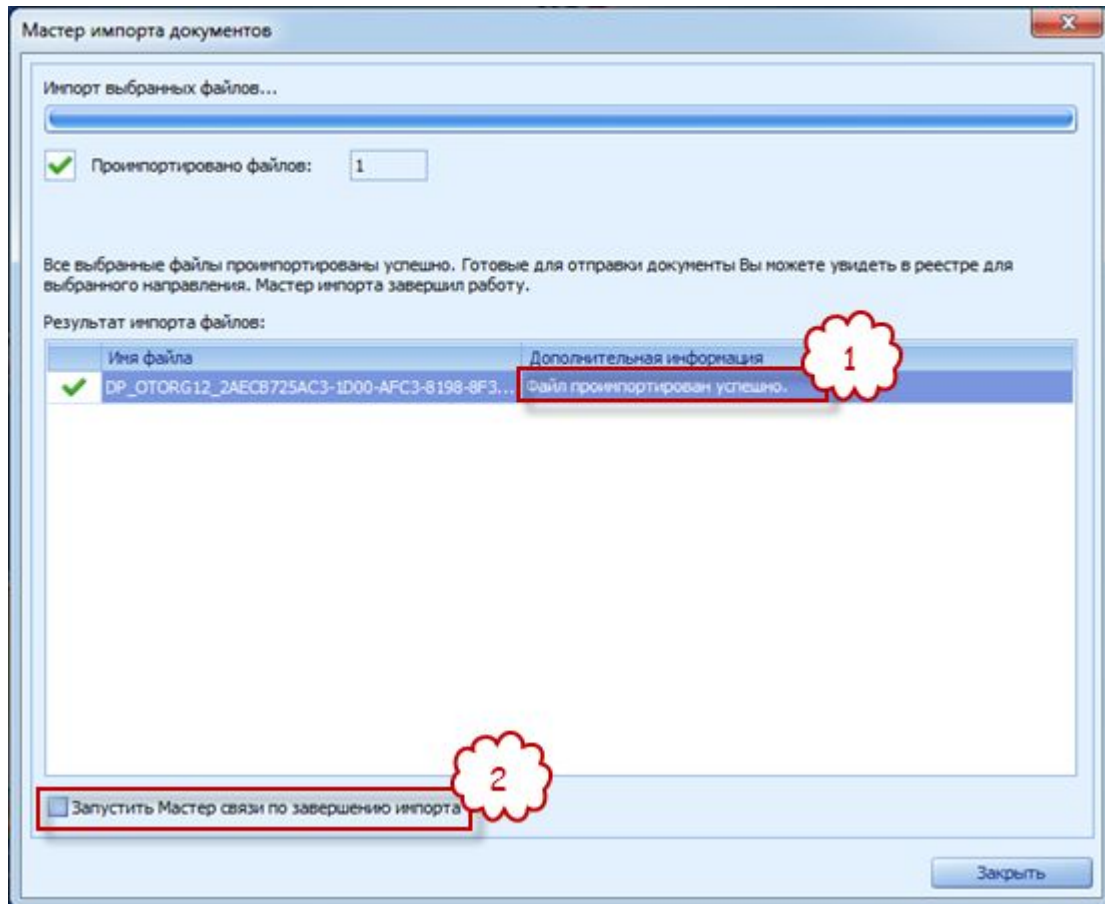 Мастер импорта документов
Импорт выбранных файлов...
Проимпортировано файлов: 1
Все выбранные файлы проимпортированы успешно. Готовые для отправки документы Вы можете увидеть в реестре для
выбранного направления. Мастер импорта завершил работу.
Результат импорта файлов:
Имя файла Дополнительная информация
1
DP_OTORG12_2AECB725AC3-1D00-AFC3-8198-8F3... Файл проимпортирован успешно.
2
Запустить Мастер связи по завершению импорта
Закрыть